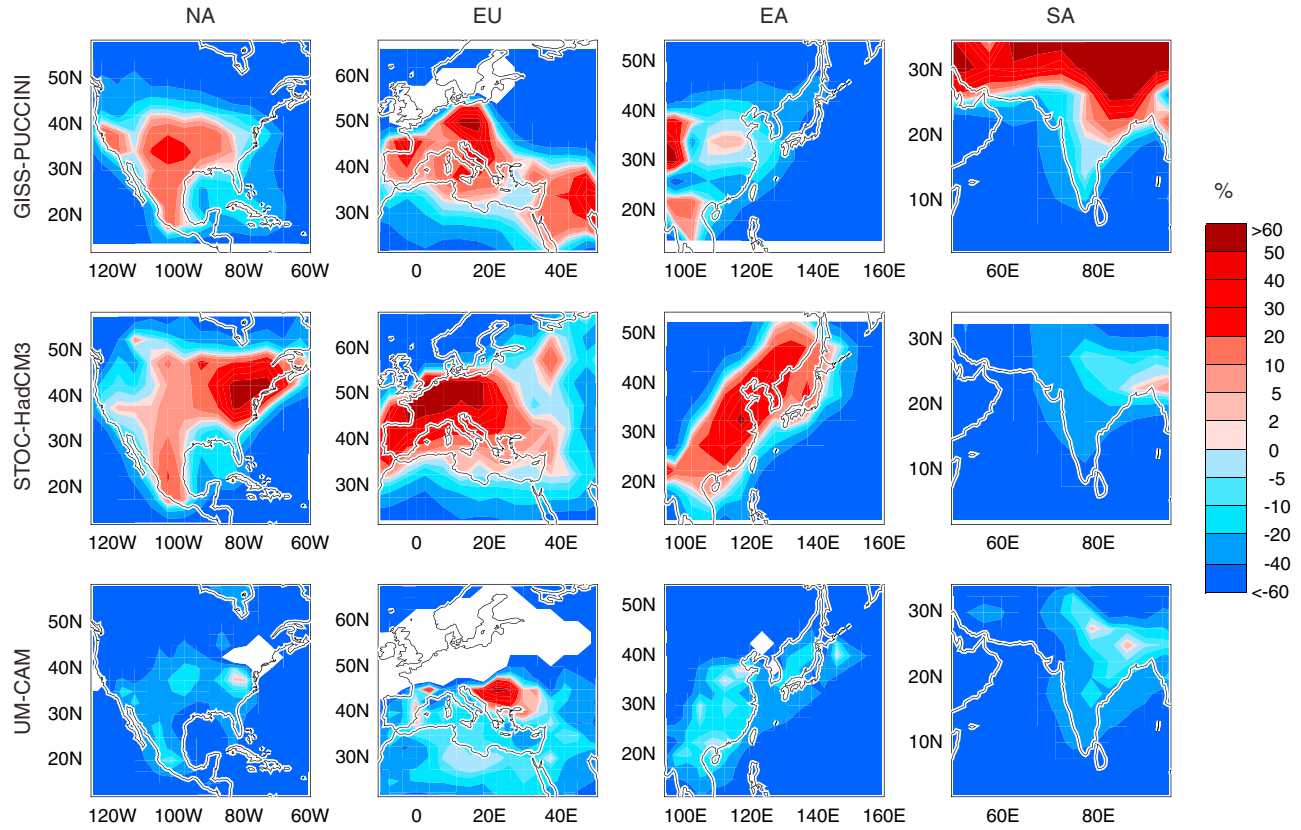 NA EU EA SA
GISS-PUCCINI
50N 40N 30N 20N
120W 100W 80W 60W
60N 50N 40N 30N
0 20E 40E
50N 40N 30N 20N
100E 120E 140E 160E
30N 20N 10N
60E 80E
STOC-HadCM3
50N 40N 30N 20N
120W 100W 80W 60W
60N 50N 40N 30N
0 20E 40E
50N 40N 30N 20N
100E 120E 140E 160E
30N 20N 10N
60E 80E
UM-CAM
50N 40N 30N 20N
120W 100W 80W 60W
60N 50N 40N 30N 20N
0 20E 40E
50N 40N 30N 20N
100E 120E 140E 160E
30N 20N 10N
60E 80E
%
>60
50
40
30
20
10
5
2
0
-5
-10
-20
-40
<-60